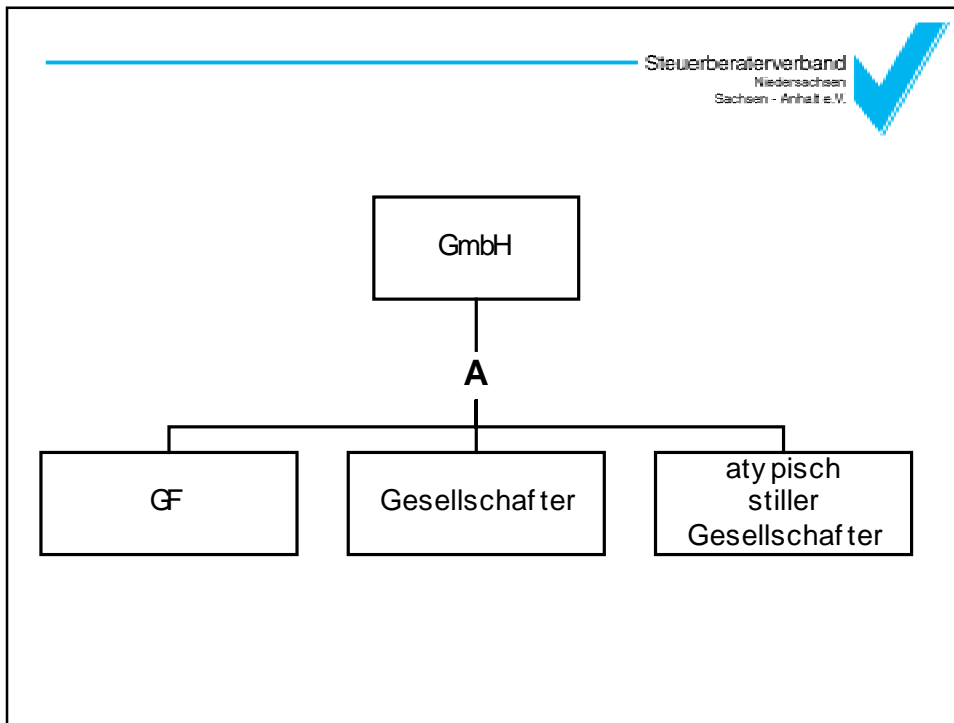 Steuerberaterverband
Niedersachsen
Sachsen - Anhalt e.V.
GmbH
A
GF
Gesellschafter
atypisch
stiller
Gesellschafter